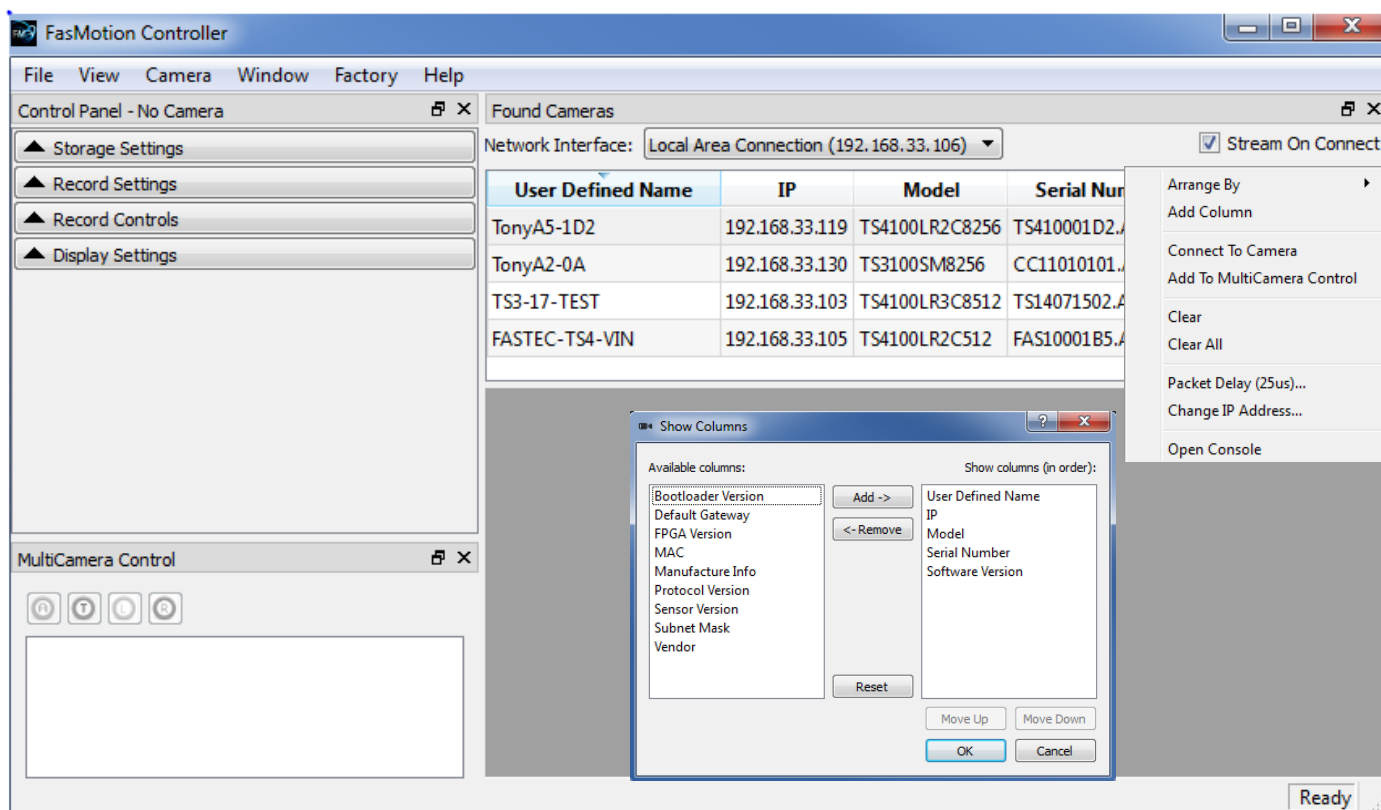 FasMotion Controller
File View Camera Window Factory Help
Control Panel - No Camera
Storage Settings
Record Settings
Record Controls
Display Settings
MultiCamera Control
A T L R
Found Cameras
Network Interface: Local Area Connection (192.168.33.106) Stream On Connect
User Defined Name IP Model Serial Nur
TonyA5-1D2 192.168.33.119 TS4100LR2C8256 TS410001D2.
TonyA2-0A 192.168.33.130 TS3100SM8256 CC11010101.
TS3-17-TEST 192.168.33.103 TS4100LR3C8512 TS14071502.
FASTEC-TS4-VIN 192.168.33.105 TS4100LR2C512 FAS10001B5.
Arrange By
Add Column
Connect To Camera
Add To MultiCamera Control
Clear
Clear All
Packet Delay (25us)...
Change IP Address...
Open Console
Show Columns
Available columns:
Bootloader Version
Default Gateway
FPGA Version
MAC
Manufacture Info
Protocol Version
Sensor Version
Subnet Mask
Vendor
Add ->
<- Remove
Reset
Show columns (in order):
User Defined Name
IP
Model
Serial Number
Software Version
Move Up Move Down
OK Cancel
Ready